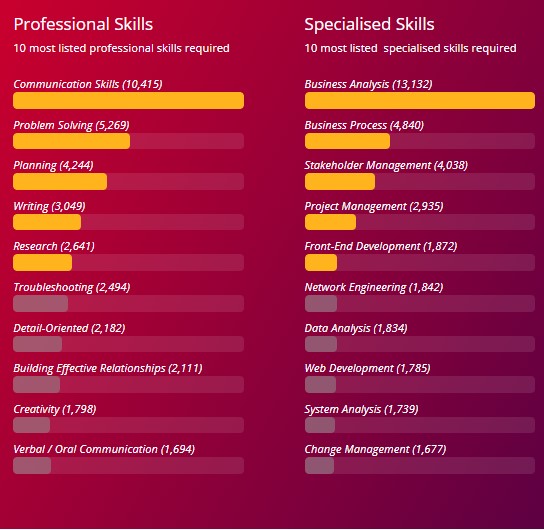 Professional Skills
10 most listed professional skills required
Communication Skills (10,415)
Problem Solving (5,269)
Planning (4,244)
Writing (3,049)
Research (2,641)
Troubleshooting (2,494)
Detail-Oriented (2,182)
Building Effective Relationships (2,111)
Creativity (1,798)
Verbal / Oral Communication (1,694)
Specialised Skills
10 most listed specialised skills required
Business Analysis (13,132)
Business Process (4,840)
Stakeholder Management (4,038)
Project Management (2,935)
Front-End Development (1,872)
Network Engineering (1,842)
Data Analysis (1,834)
Web Development (1,785)
System Analysis (1,739)
Change Management (1,677)